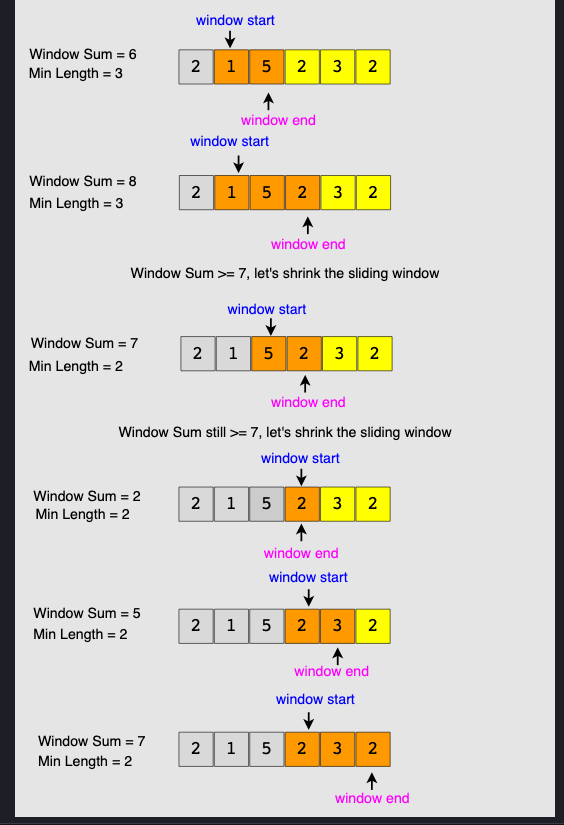 window start
Window Sum = 6
Min Length = 3
2 1 5 2 3 2
window end
window start
Window Sum = 8
Min Length = 3
2 1 5 2 3 2
window end
Window Sum >= 7, let's shrink the sliding window
window start
Window Sum = 7
Min Length = 2
2 1 5 2 3 2
window end
Window Sum still >= 7, let's shrink the sliding window
window start
Window Sum = 2
Min Length = 2
2 1 5 2 3 2
window end
window start
Window Sum = 5
Min Length = 2
2 1 5 2 3 2
window end
window start
Window Sum = 7
Min Length = 2
2 1 5 2 3 2
window end